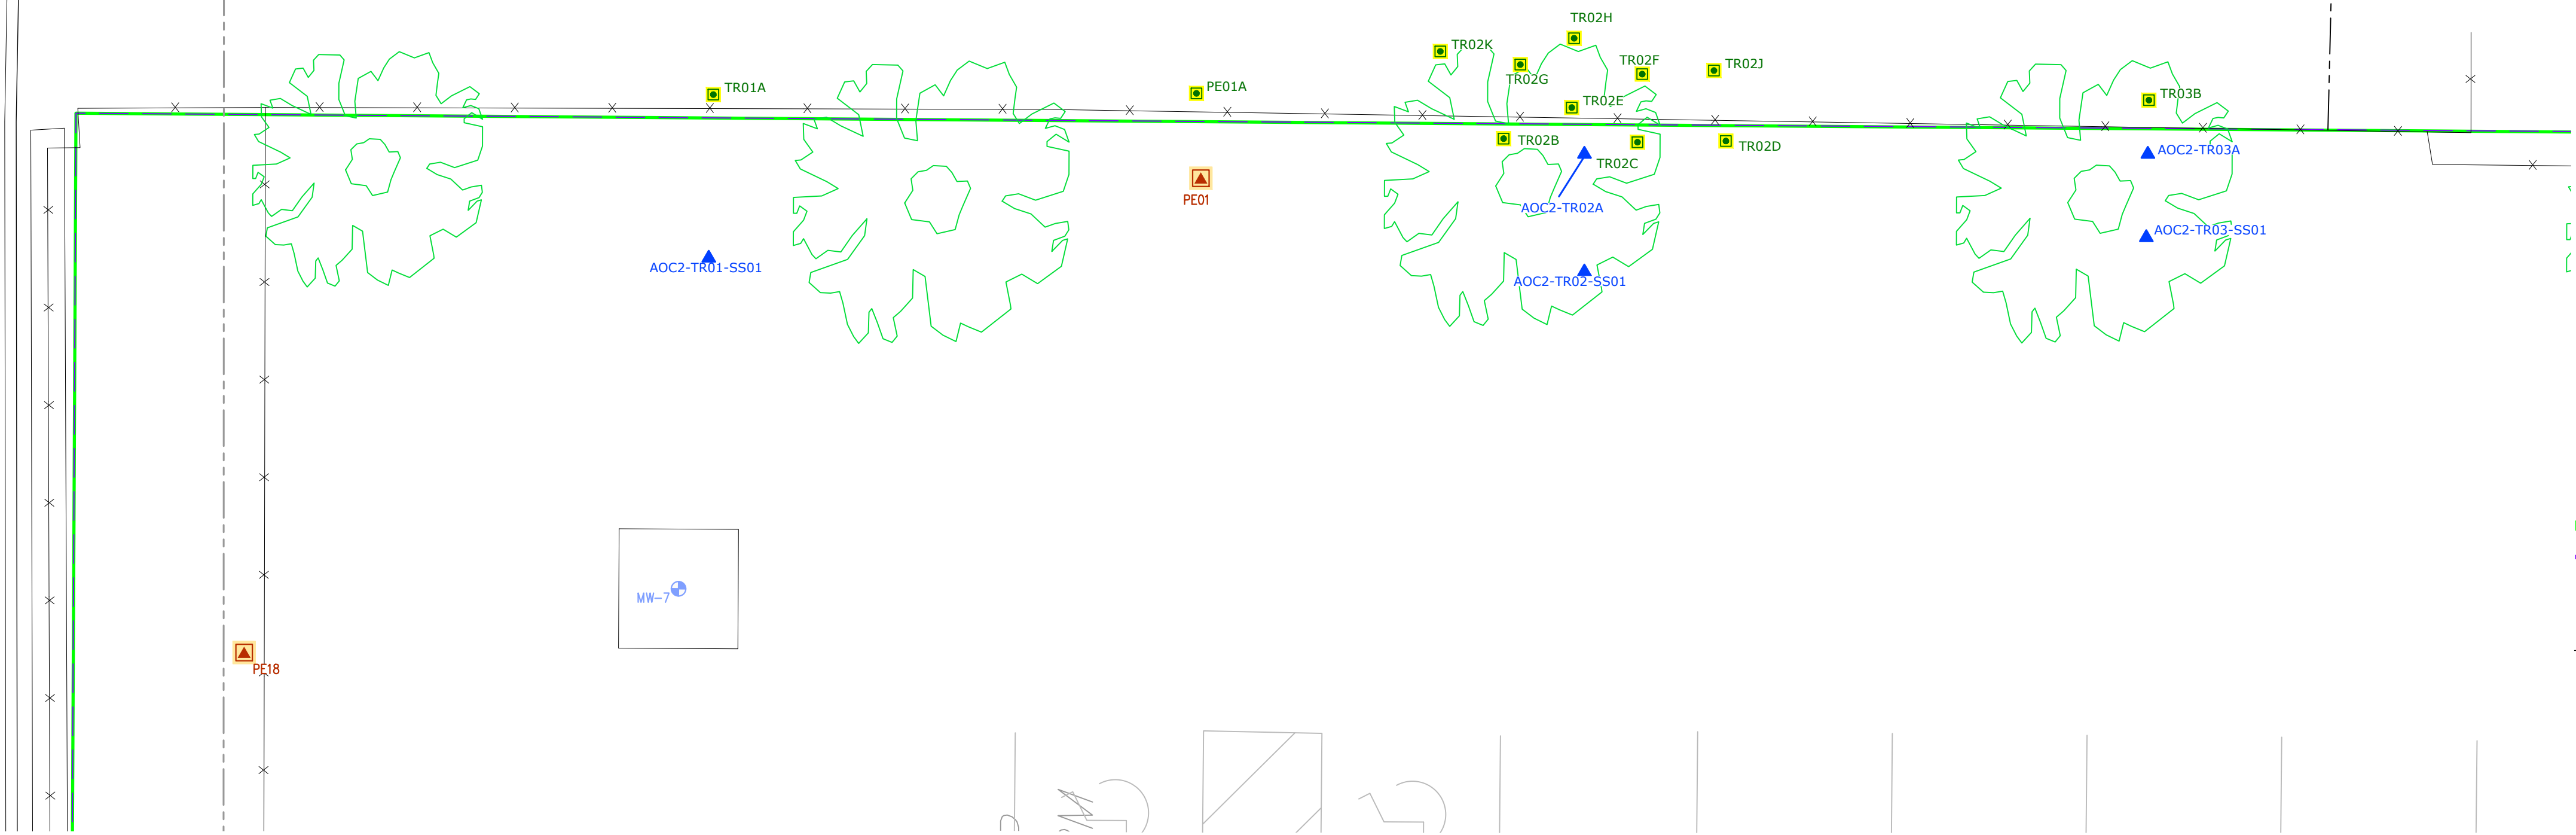 TR02H
TR02K
TR02F
TR02J
TR02G
TR01A
PE01A
TR03B
TR02E
TR02B
TR02D
TR02C
AOC2-TR03A
PE01
AOC2-TR02A
AOC2-TR03-SS01
AOC2-TR01-SS01
AOC2-TR02-SS01
MW-7
PE18